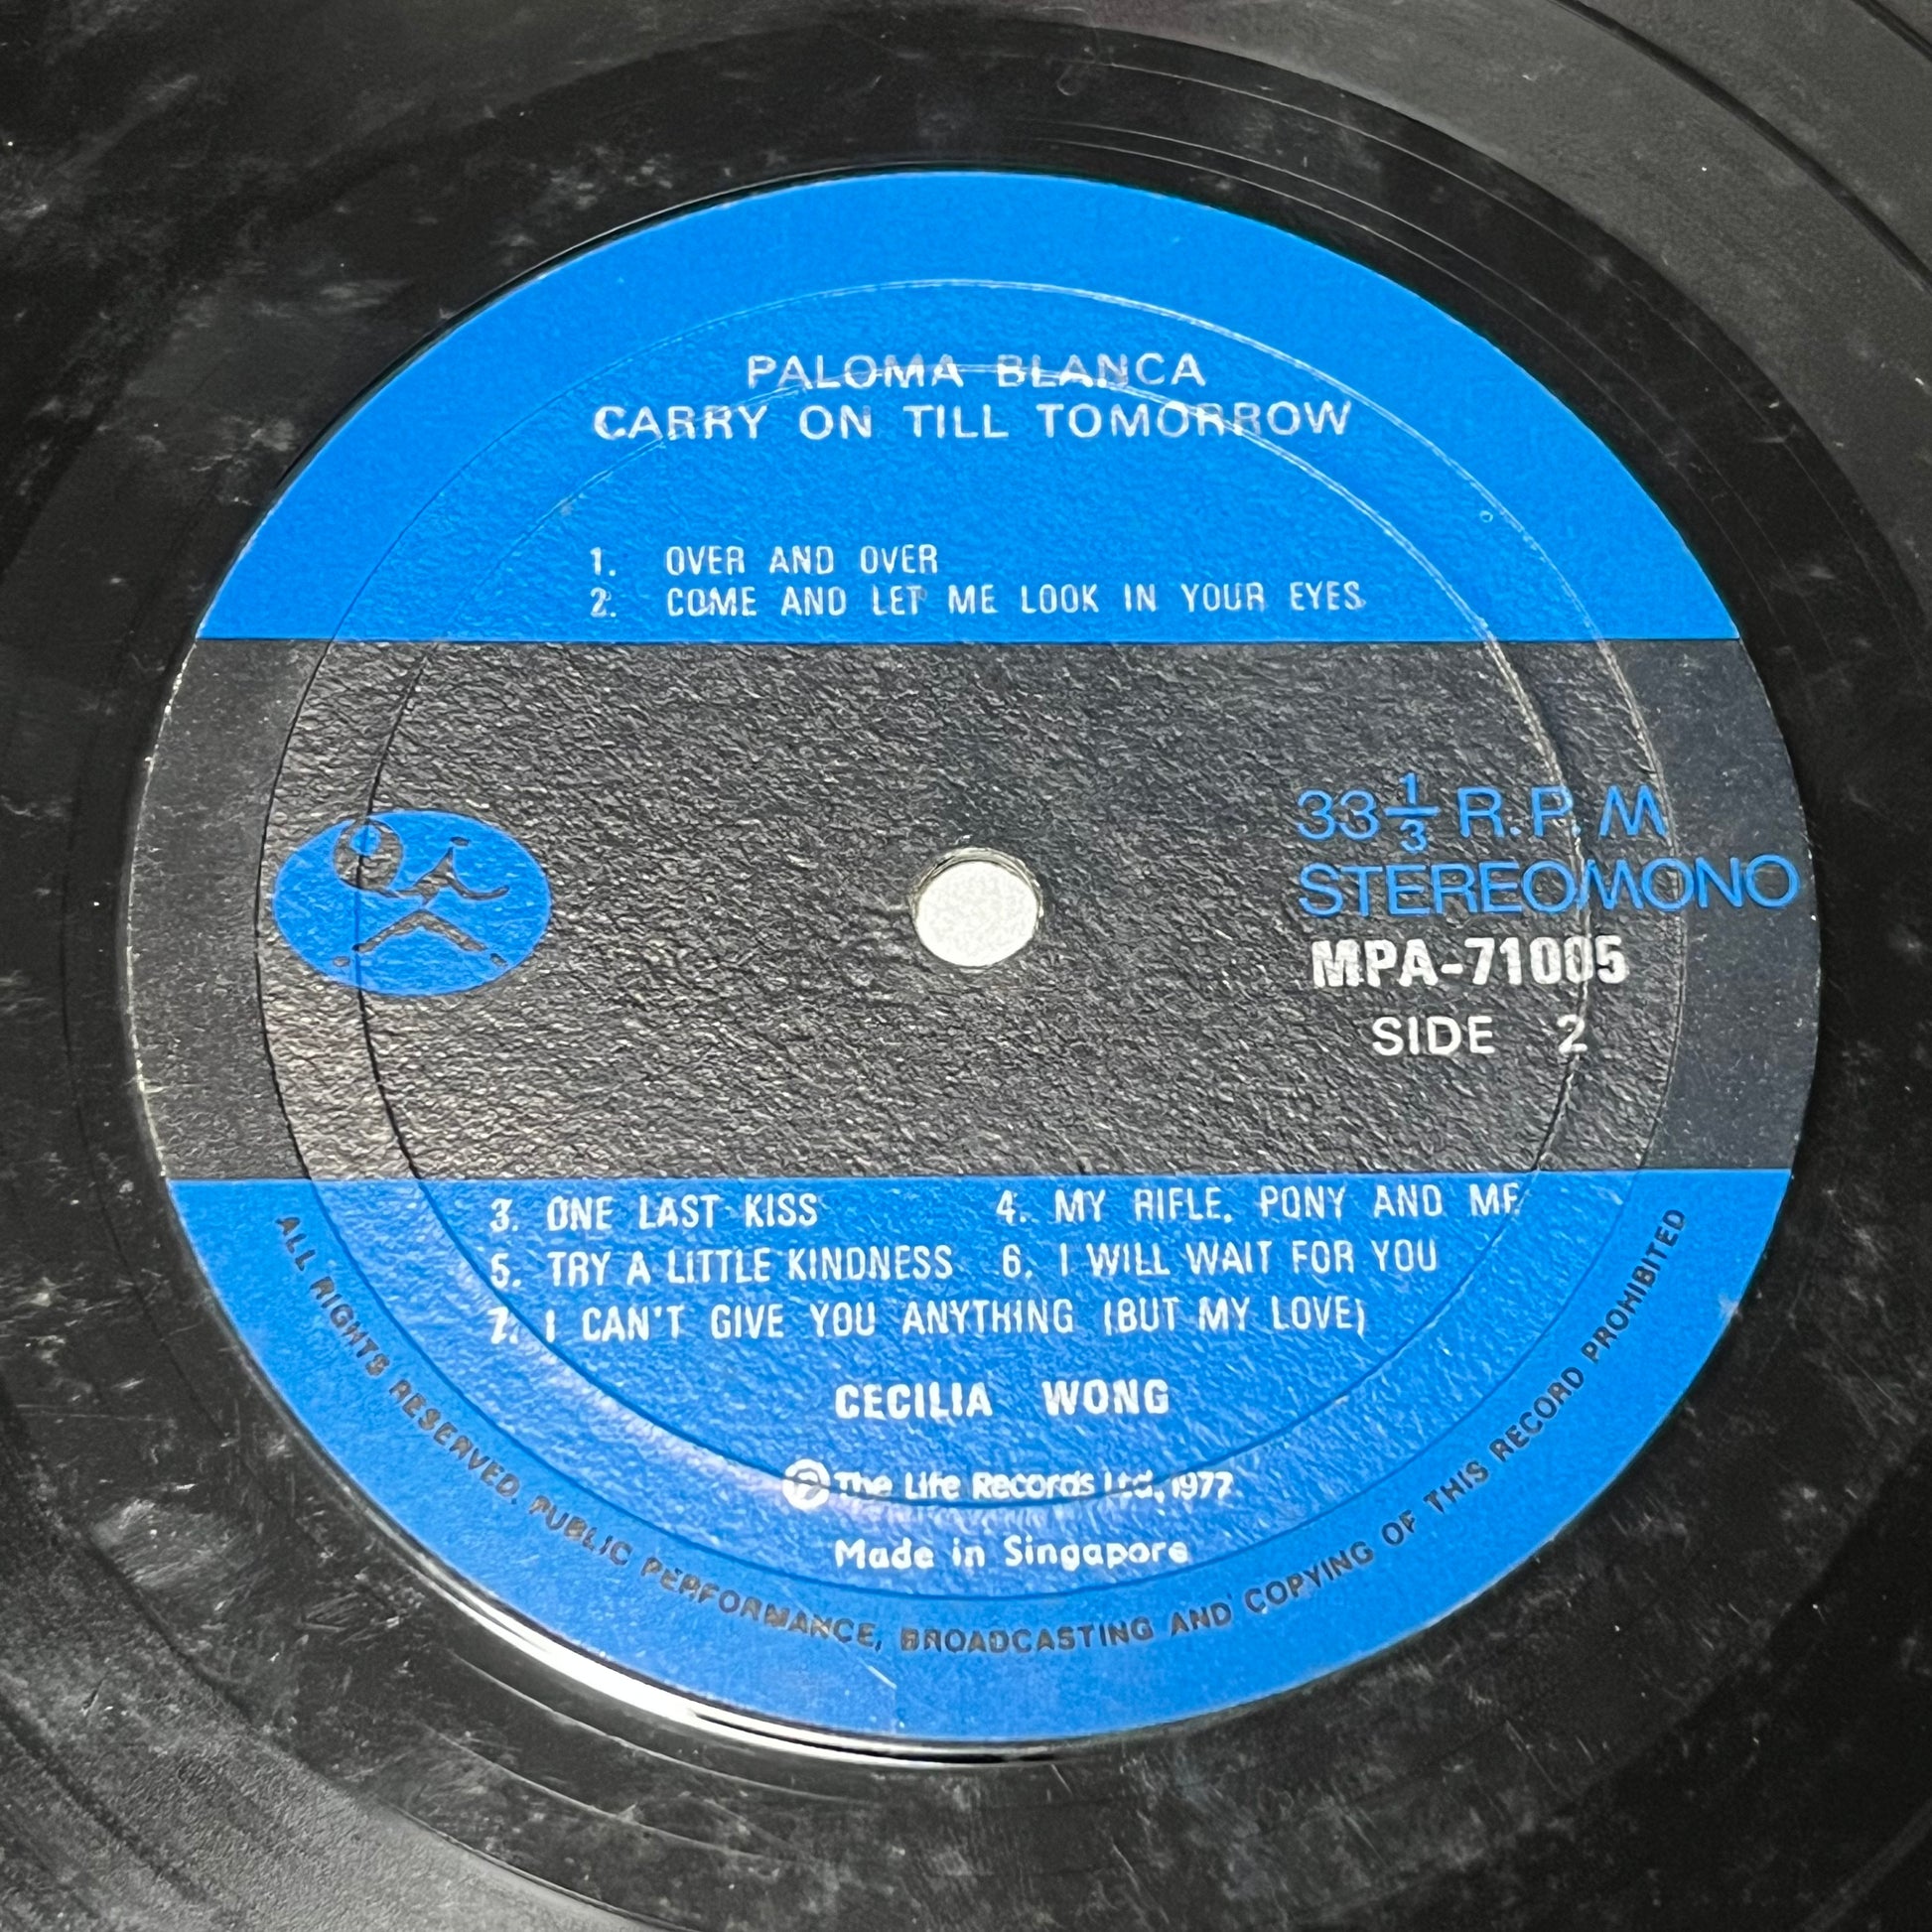 PALOMA BLANCA
CARRY ON TILL TOMORROW
1. OVER AND OVER
2. COME AND LET ME LOOK IN YOUR EYES
33 1/3 R.P.M
STEREOMONO
MPA-71005
SIDE 2
3. ONE LAST KISS 4. MY RIFLE, PONY AND ME
5. TRY A LITTLE KINDNESS 6. I WILL WAIT FOR YOU
7. I CAN'T GIVE YOU ANYTHING (BUT MY LOVE)
CECILIA WONG
℗ The Life Records Ltd, 1977
Made in Singapore
ALL RIGHTS RESERVED. PUBLIC PERFORMANCE, BROADCASTING AND COPYING OF THIS RECORD PROHIBITED